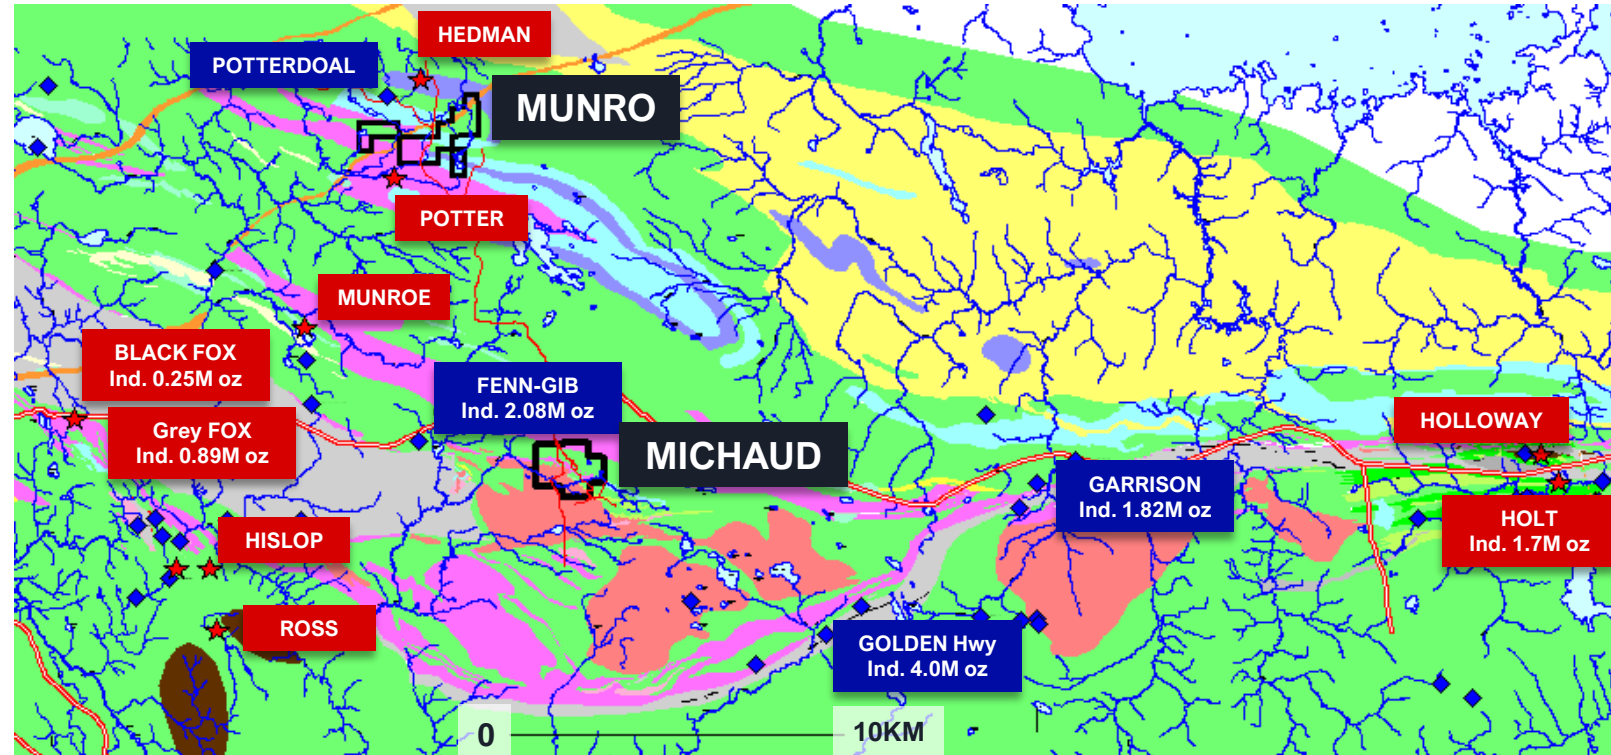 HEDMAN
POTTERDOAL
MUNRO
POTTER
MUNROE
BLACK FOX
Ind. 0.25M oz
FENN-GIB
Ind. 2.08M oz
Grey FOX
Ind. 0.89M oz
HOLLOWAY
MICHAUD
GARRISON
Ind. 1.82M oz
HOLT
Ind. 1.7M oz
HISLOP
ROSS
GOLDEN Hwy
Ind. 4.0M oz
0
10KM